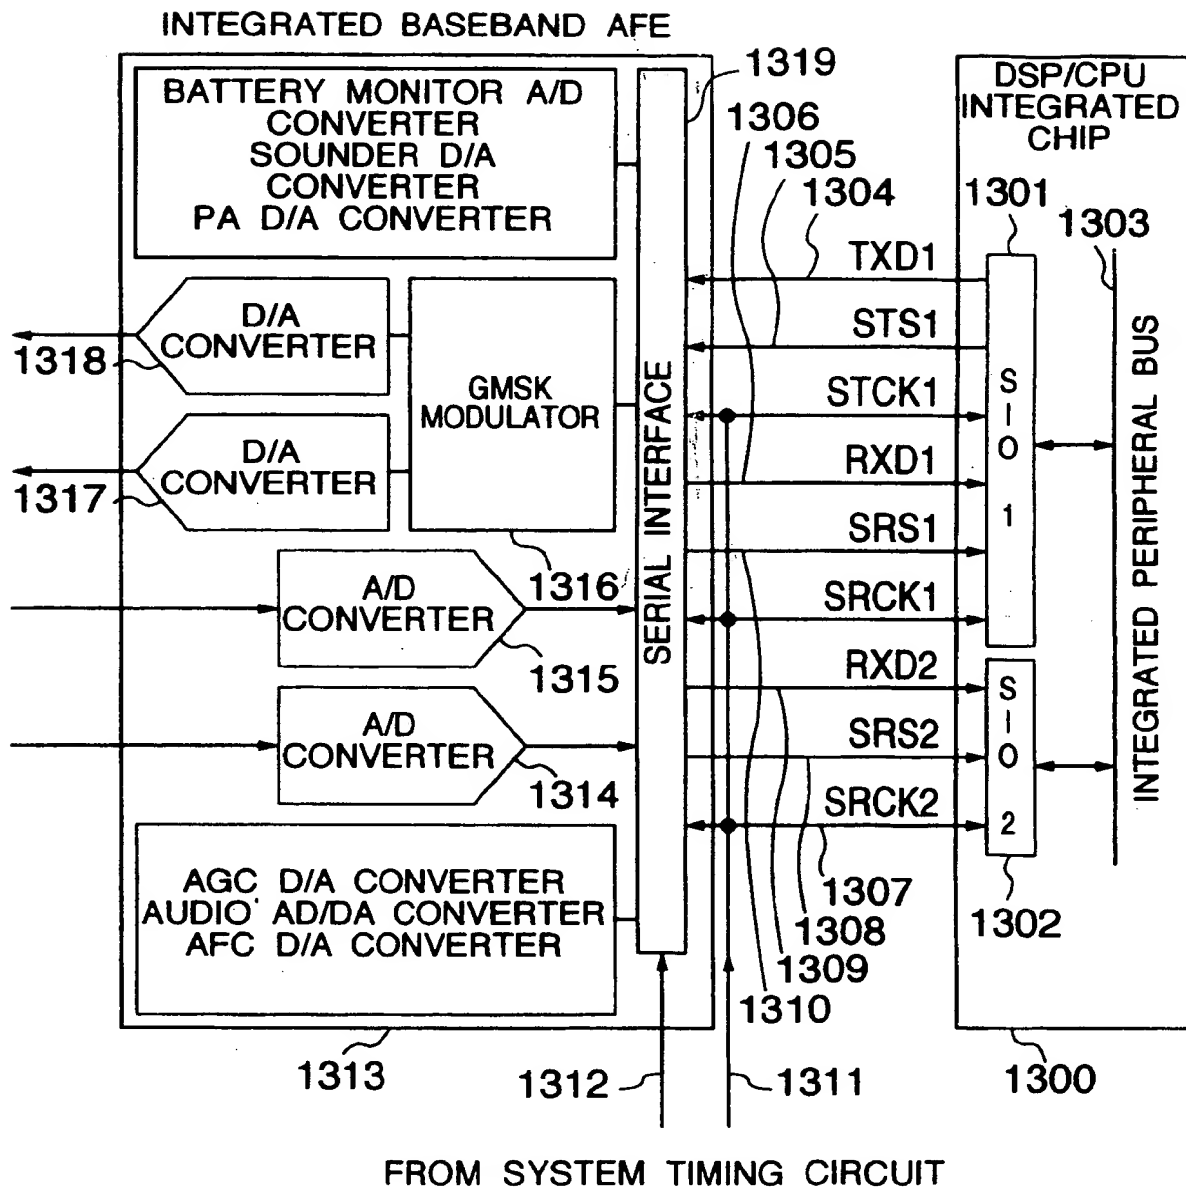 INTEGRATED BASEBAND AFE
BATTERY MONITOR A/D
CONVERTER
SOUNDER D/A
CONVERTER
PA D/A CONVERTER
1319
1306
1305
1304
DSP/CPU
INTEGRATED
CHIP
1301
1303
D/A
CONVERTER
1318
D/A
CONVERTER
1317
GMSK
MODULATOR
1316
A/D
CONVERTER
1315
A/D
CONVERTER
1314
AGC D/A CONVERTER
AUDIO AD/DA CONVERTER
AFC D/A CONVERTER
SERIAL INTERFACE
TXD1
STS1
STCK1
RXD1
SRS1
SRCK1
RXD2
SRS2
SRCK2
SIO 1
SIO 2
INTEGRATED PERIPHERAL BUS
1307
1308
1309
1310
1302
1313
1312
1311
1300
FROM SYSTEM TIMING CIRCUIT